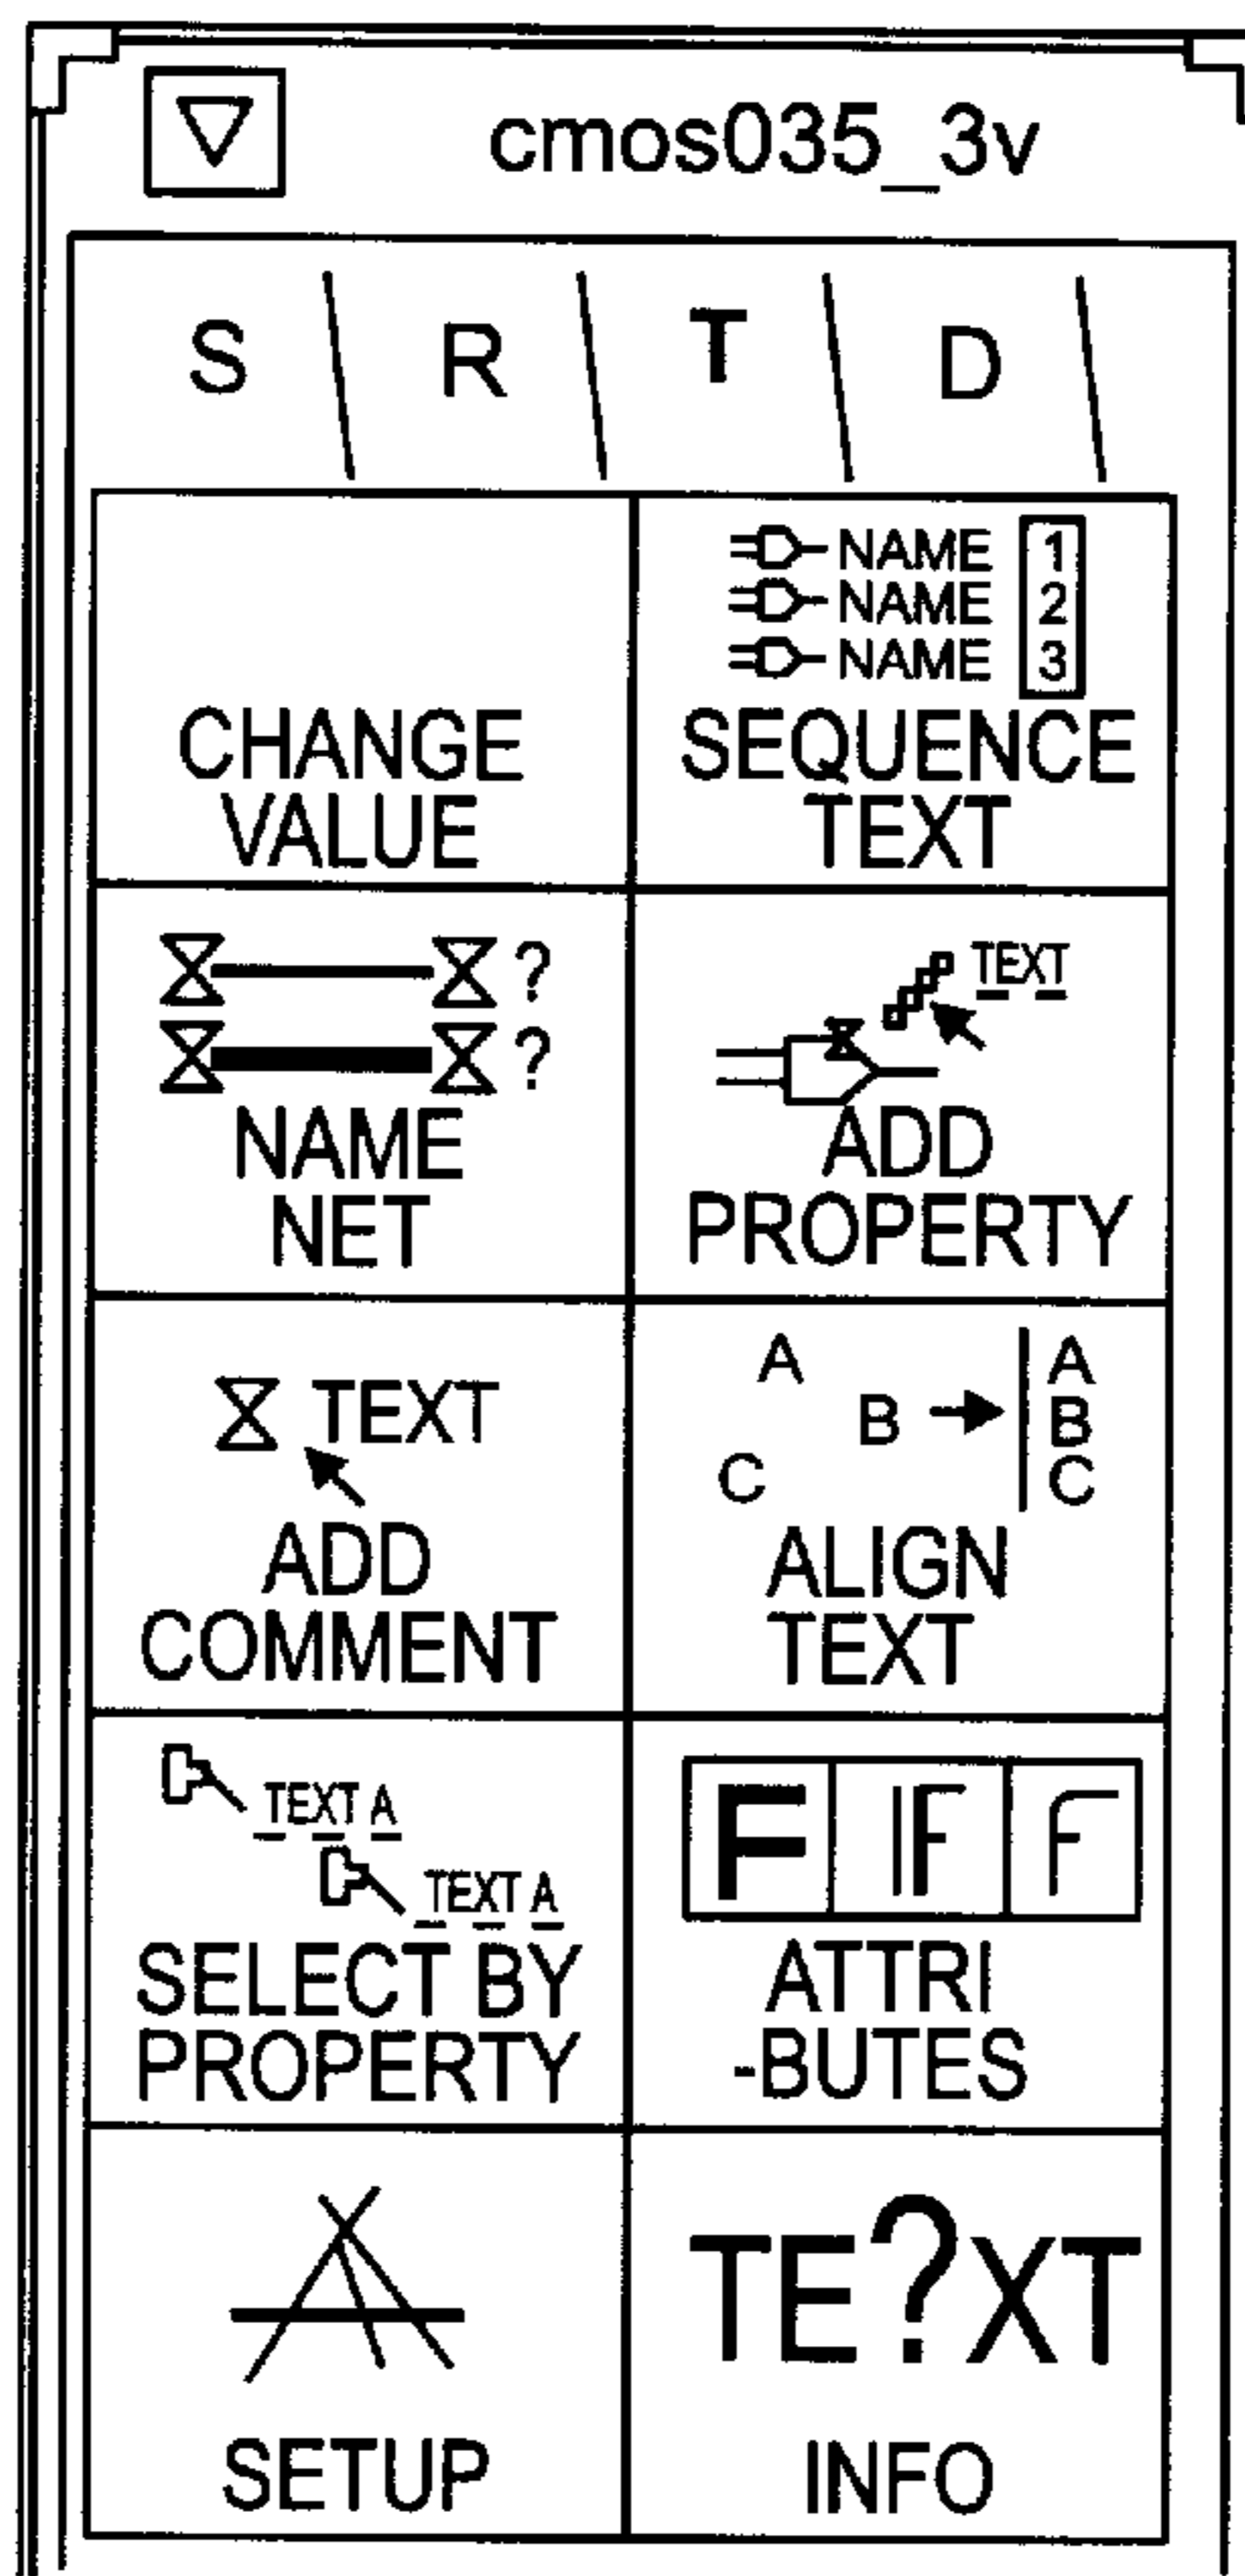 cmos035_3v
S R T D
CHANGE
VALUE
NAME 1
NAME 2
NAME 3
SEQUENCE
TEXT
?
?
NAME
NET
TEXT
ADD
PROPERTY
TEXT
ADD
COMMENT
A A
B B
C C
ALIGN
TEXT
TEXT A
TEXT A
SELECT BY
PROPERTY
F F F
ATTRI
-BUTES
SETUP
TE?XT
INFO